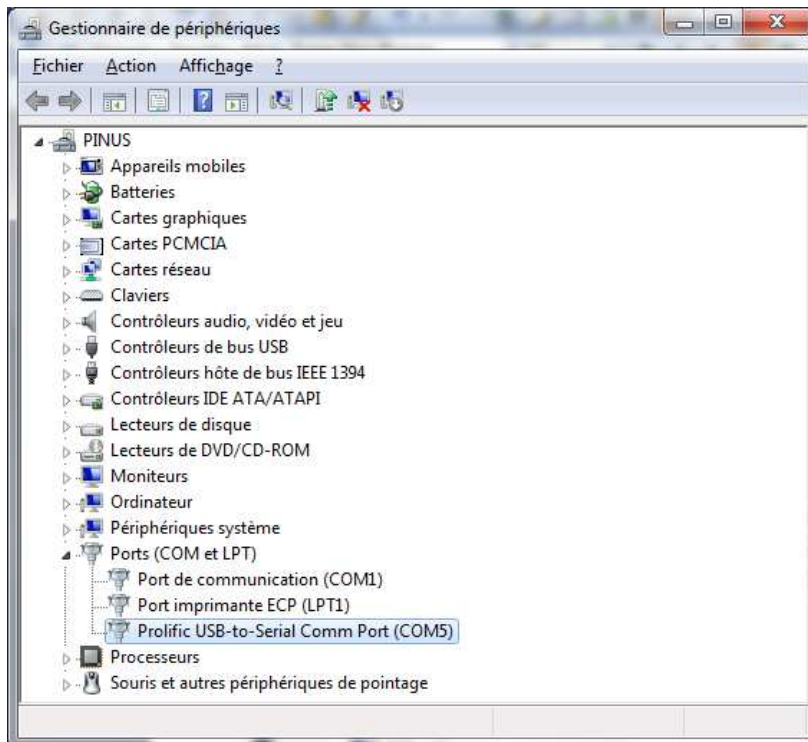 Gestionnaire de périphériques
Fichier Action Affichage ?
PINUS
Appareils mobiles
Batteries
Cartes graphiques
Cartes PCMCIA
Cartes réseau
Claviers
Contrôleurs audio, vidéo et jeu
Contrôleurs de bus USB
Contrôleurs hôte de bus IEEE 1394
Contrôleurs IDE ATA/ATAPI
Lecteurs de disque
Lecteurs de DVD/CD-ROM
Moniteurs
Ordinateur
Périphériques système
Ports (COM et LPT)
Port de communication (COM1)
Port imprimante ECP (LPT1)
Prolific USB-to-Serial Comm Port (COM5)
Processeurs
Souris et autres périphériques de pointage